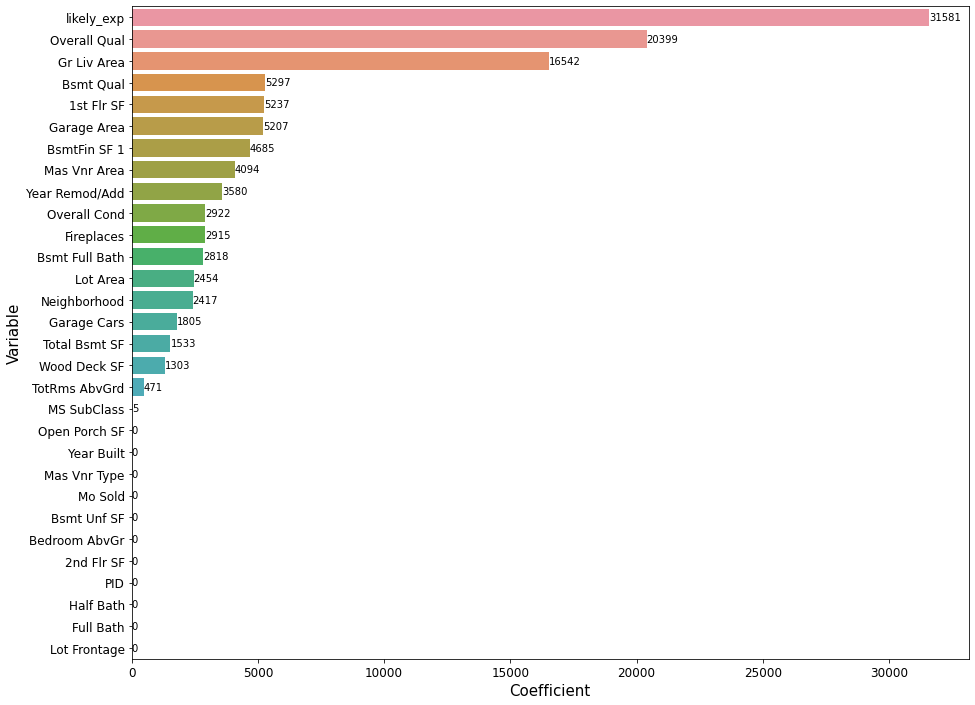 likely_exp 31581
Overall Qual 20399
Gr Liv Area 16542
Bsmt Qual 5297
1st Flr SF 5237
Garage Area 5207
BsmtFin SF 1 4685
Mas Vnr Area 4094
Year Remod/Add 3580
Overall Cond 2922
Fireplaces 2915
Bsmt Full Bath 2818
Lot Area 2454
Neighborhood 2417
Garage Cars 1805
Total Bsmt SF 1533
Wood Deck SF 1303
TotRms AbvGrd 471
MS SubClass 5
Open Porch SF 0
Year Built 0
Mas Vnr Type 0
Mo Sold 0
Bsmt Unf SF 0
Bedroom AbvGr 0
2nd Flr SF 0
PID 0
Half Bath 0
Full Bath 0
Lot Frontage 0
0 5000 10000 15000 20000 25000 30000
Coefficient
Variable